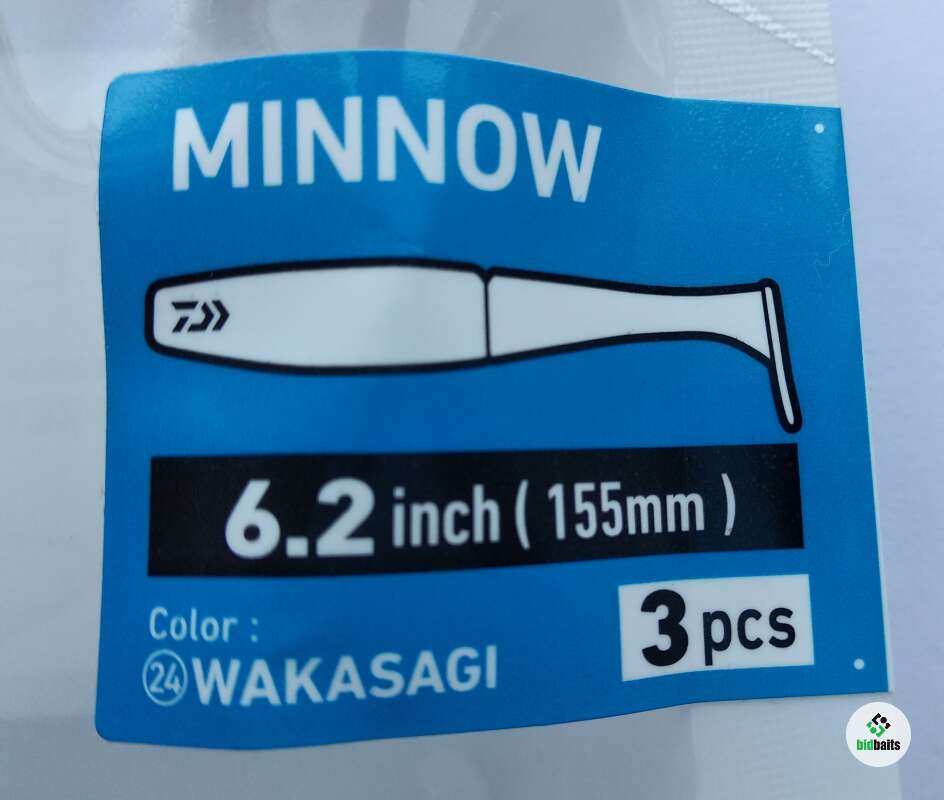 MINNOW
6.2 inch ( 155mm )
Color :
24 WAKASAGI
3 pcs
bidbaits